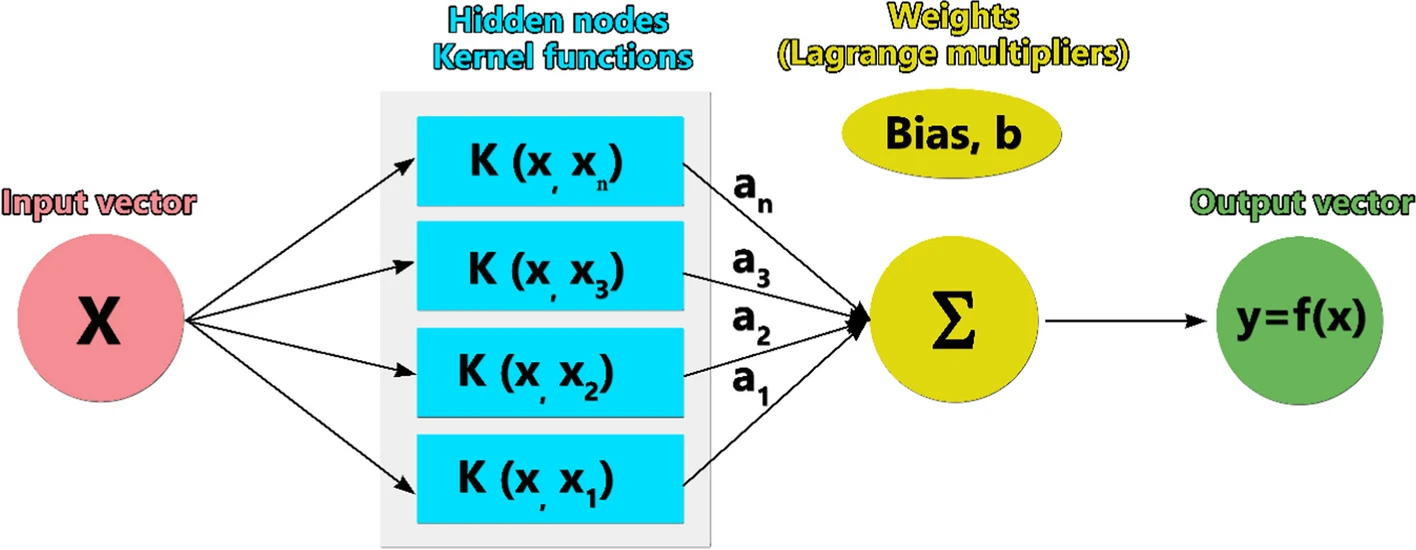 Hidden nodes
Kernel functions
Weights
(Lagrange multipliers)
Bias, b
Input vector
X
K (x, xₙ)
K (x, x₃)
K (x, x₂)
K (x, x₁)
aₙ
a₃
a₂
a₁
Σ
Output vector
y=f(x)